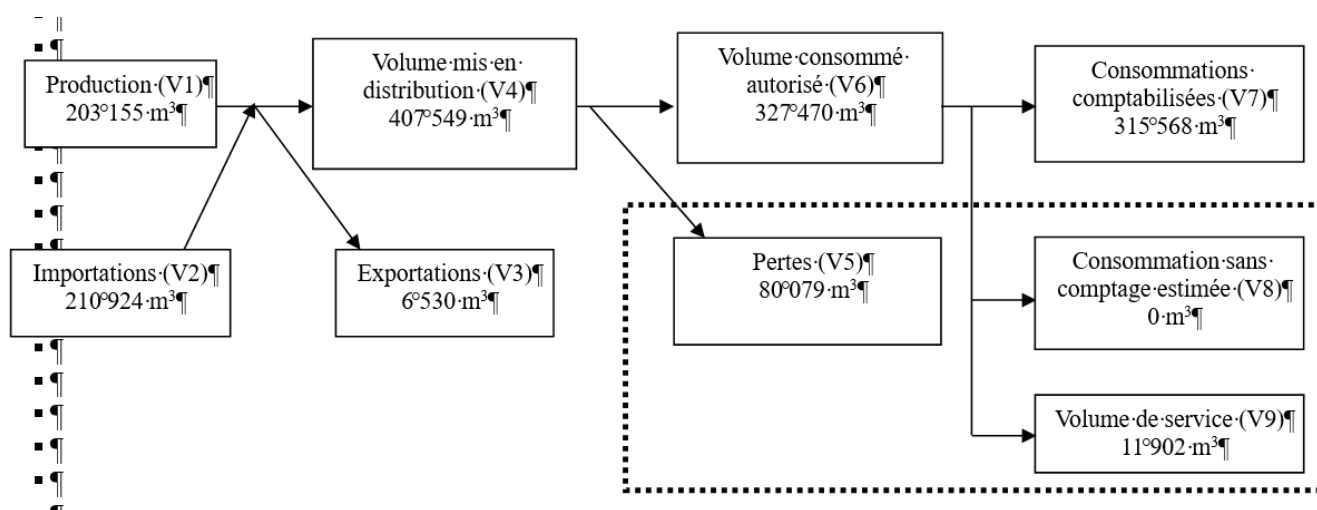 Production·(V1)¶
203°155·m³¶
Volume·mis·en
distribution·(V4)¶
407°549·m³¶
Volume·consommé
autorisé·(V6)¶
327°470·m³¶
Consommations
comptabilisées·(V7)¶
315°568·m³¶
Importations·(V2)¶
210°924·m³¶
Exportations·(V3)¶
6°530·m³¶
Pertes·(V5)¶
80°079·m³¶
Consommation·sans
comptage·estimée·(V8)¶
0·m³¶
Volume·de·service·(V9)¶
11°902·m³¶